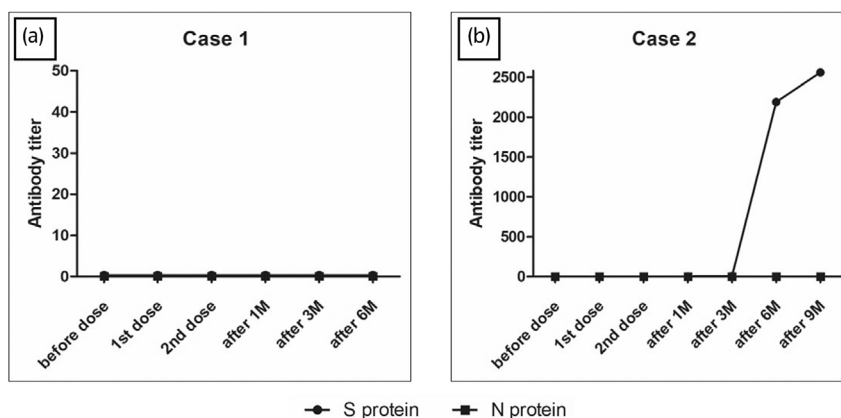 (a)
Case 1
Antibody titer
50
40
30
20
10
0
before dose
1st dose
2nd dose
after 1M
after 3M
after 6M
(b)
Case 2
Antibody titer
2500
2000
1500
1000
500
0
before dose
1st dose
2nd dose
after 1M
after 3M
after 6M
after 9M
S protein
N protein